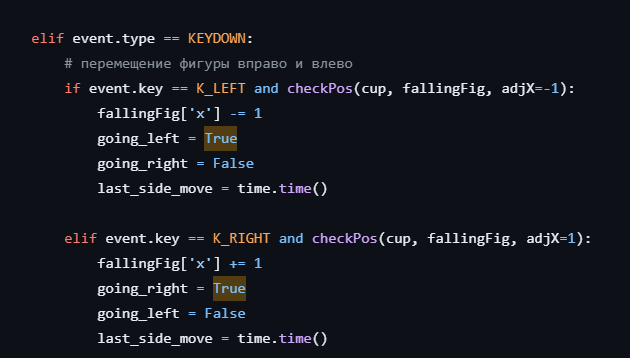 elif event.type == KEYDOWN:
# перемещение фигуры вправо и влево
if event.key == K_LEFT and checkPos(cup, fallingFig, adjX=-1):
fallingFig['x'] -= 1
going_left = True
going_right = False
last_side_move = time.time()
elif event.key == K_RIGHT and checkPos(cup, fallingFig, adjX=1):
fallingFig['x'] += 1
going_right = True
going_left = False
last_side_move = time.time()